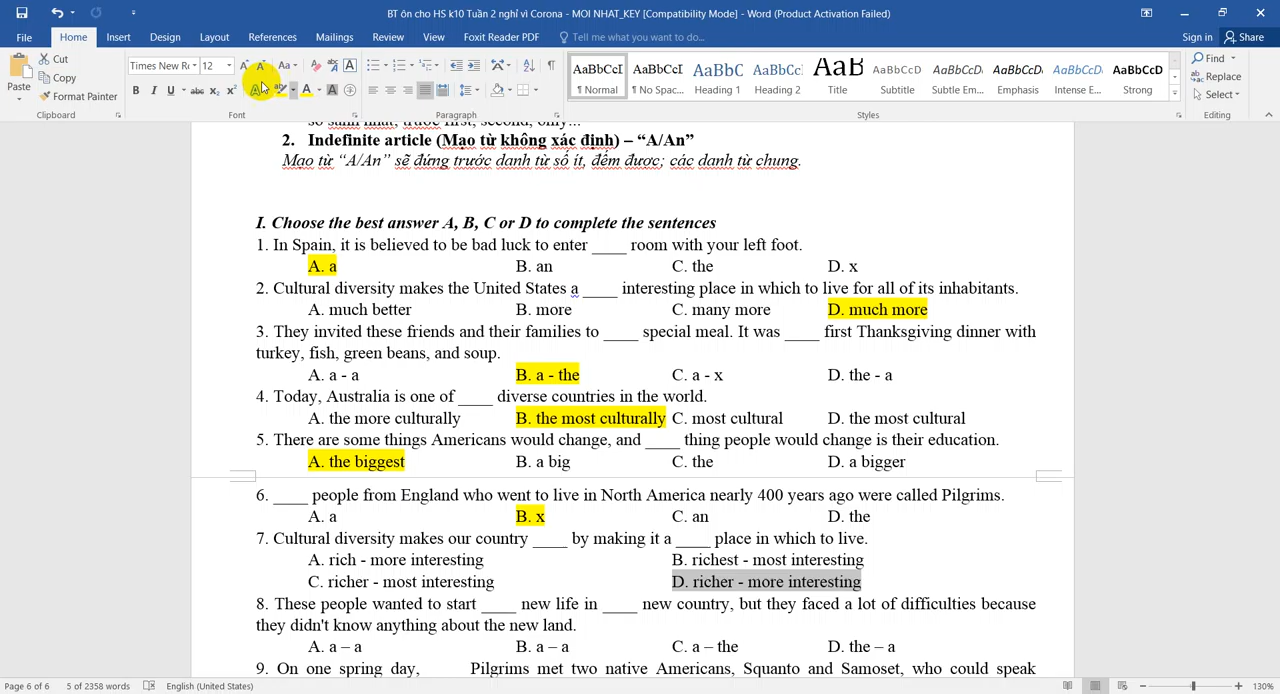 BT ôn cho HS k10 Tuần 2 nghỉ vì Corona - MOI NHAT_KEY [Compatibility Mode] - Word (Product Activation Failed)
File Home Insert Design Layout References Mailings Review View Foxit Reader PDF Tell me what you want to do... Sign in Share
Paste Cut Copy Format Painter Clipboard
Times New Ro 12 Font
Paragraph
AaBbCcI ¶ Normal AaBbCcI ¶ No Spac... AaBbC Heading 1 AaBbCc Heading 2 AaB Title AaBbCcD Subtitle AaBbCcD Subtle Em... AaBbCcD Emphasis AaBbCcD Intense E... AaBbCcD Strong Styles
Find Replace Select Editing
so sánh nhất, trước first, second, only...
2. Indefinite article (Mạo từ không xác định) – “A/An”
Mạo từ “A/An” sẽ đứng trước danh từ số ít, đếm được; các danh từ chung.
I. Choose the best answer A, B, C or D to complete the sentences
1. In Spain, it is believed to be bad luck to enter ____ room with your left foot.
A. a B. an C. the D. x
2. Cultural diversity makes the United States a ____ interesting place in which to live for all of its inhabitants.
A. much better B. more C. many more D. much more
3. They invited these friends and their families to ____ special meal. It was ____ first Thanksgiving dinner with
turkey, fish, green beans, and soup.
A. a - a B. a - the C. a - x D. the - a
4. Today, Australia is one of ____ diverse countries in the world.
A. the more culturally B. the most culturally C. most cultural D. the most cultural
5. There are some things Americans would change, and ____ thing people would change is their education.
A. the biggest B. a big C. the D. a bigger
6. ____ people from England who went to live in North America nearly 400 years ago were called Pilgrims.
A. a B. x C. an D. the
7. Cultural diversity makes our country ____ by making it a ____ place in which to live.
A. rich - more interesting B. richest - most interesting
C. richer - most interesting D. richer - more interesting
8. These people wanted to start ____ new life in ____ new country, but they faced a lot of difficulties because
they didn't know anything about the new land.
A. a – a B. a – a C. a – the D. the – a
9. On one spring day, ____ Pilgrims met two native Americans, Squanto and Samoset, who could speak
Page 6 of 6 5 of 2358 words English (United States) 130%